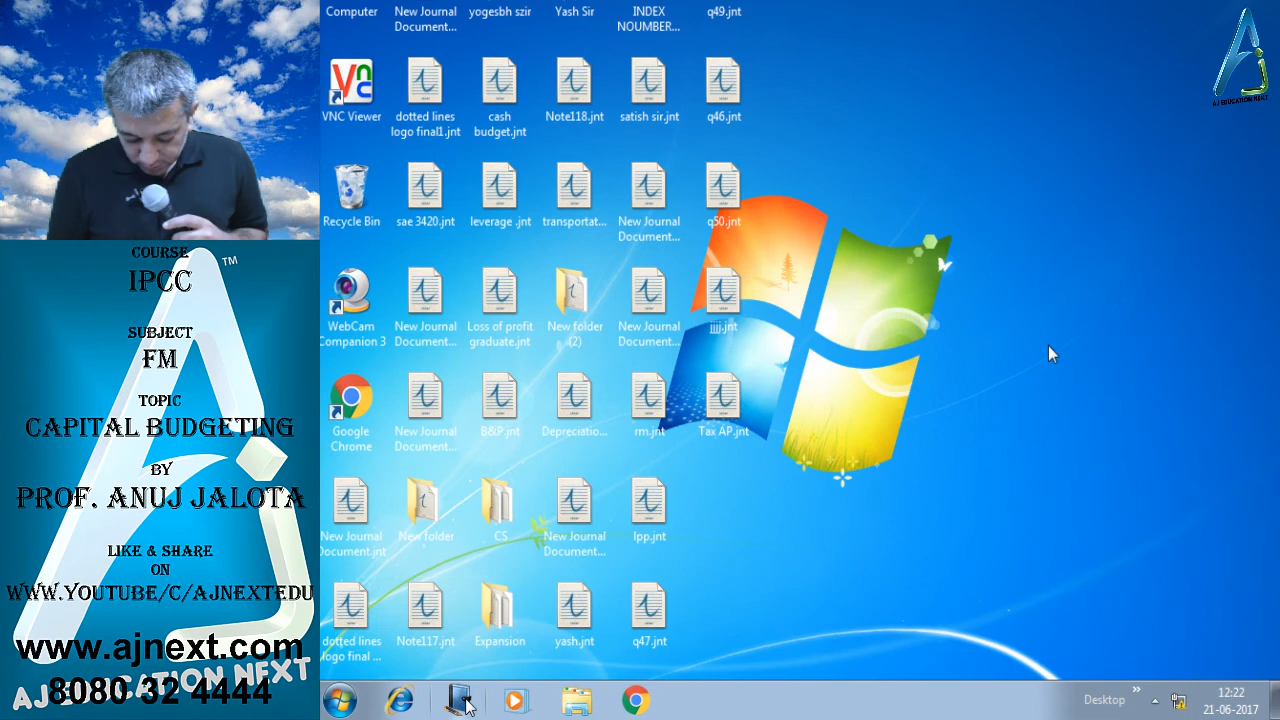 COURSE
IPCC
SUBJECT
FM
TOPIC
CAPITAL BUDGETING
BY
PROF. ANUJ JALOTA
LIKE & SHARE
ON
WWW.YOUTUBE/C/AJNEXTEDU
www.ajnext.com
AJ EDUCATION NEXT
8080 32 4444
TM
Computer
New Journal
Document...
yogesbh szir
Yash Sir
INDEX
NOUMBER...
q49.jnt
VNC Viewer
dotted lines
logo final1.jnt
cash
budget.jnt
Note118.jnt
satish sir.jnt
q46.jnt
Recycle Bin
sae 3420.jnt
leverage .jnt
transportat...
New Journal
Document...
q50.jnt
WebCam
Companion 3
New Journal
Document...
Loss of profit
graduate.jnt
New folder
(2)
New Journal
Document...
jjjj.jnt
Google
Chrome
New Journal
Document...
B&P.jnt
Depreciatio...
rm.jnt
Tax AP.jnt
New Journal
Document.jnt
New folder
CS
New Journal
Document...
lpp.jnt
dotted lines
logo final ...
Note117.jnt
Expansion
yash.jnt
q47.jnt
AJ EDUCATION NEXT
Desktop
12:22
21-06-2017